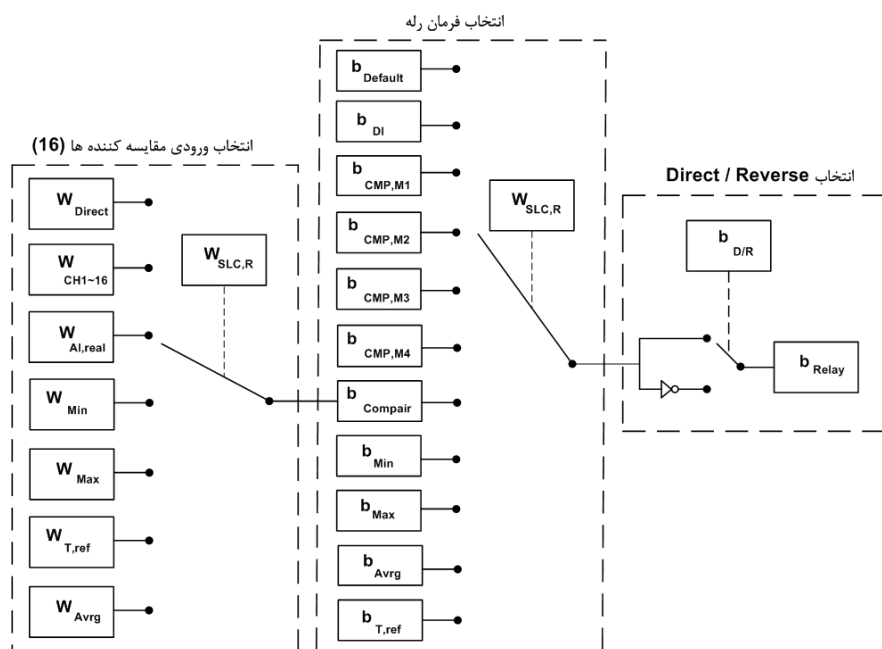 انتخاب فرمان رله
انتخاب ورودی مقایسه کننده ها (16)
انتخاب Direct / Reverse
W Direct
W CH1~16
W AI,real
W Min
W Max
W T,ref
W Avrg
W SLC,R
b Default
b DI
b CMP,M1
b CMP,M2
b CMP,M3
b CMP,M4
b Compair
b Min
b Max
b Avrg
b T,ref
W SLC,R
b D/R
b Relay